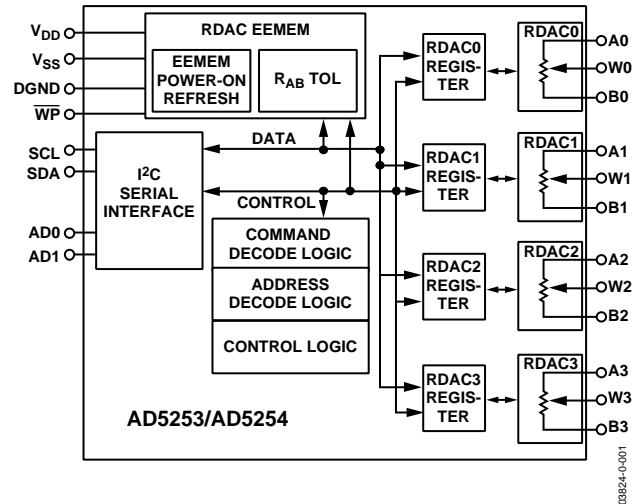 V_DD
V_SS
DGND
WP
SCL
SDA
AD0
AD1
RDAC EEMEM
EEMEM
POWER-ON
REFRESH
R_AB TOL
DATA
I²C
SERIAL
INTERFACE
CONTROL
COMMAND
DECODE LOGIC
ADDRESS
DECODE LOGIC
CONTROL LOGIC
AD5253/AD5254
RDAC0
REGIS-
TER
RDAC1
REGIS-
TER
RDAC2
REGIS-
TER
RDAC3
REGIS-
TER
RDAC0
A0
W0
B0
RDAC1
A1
W1
B1
RDAC2
A2
W2
B2
RDAC3
A3
W3
B3
03824-0-001